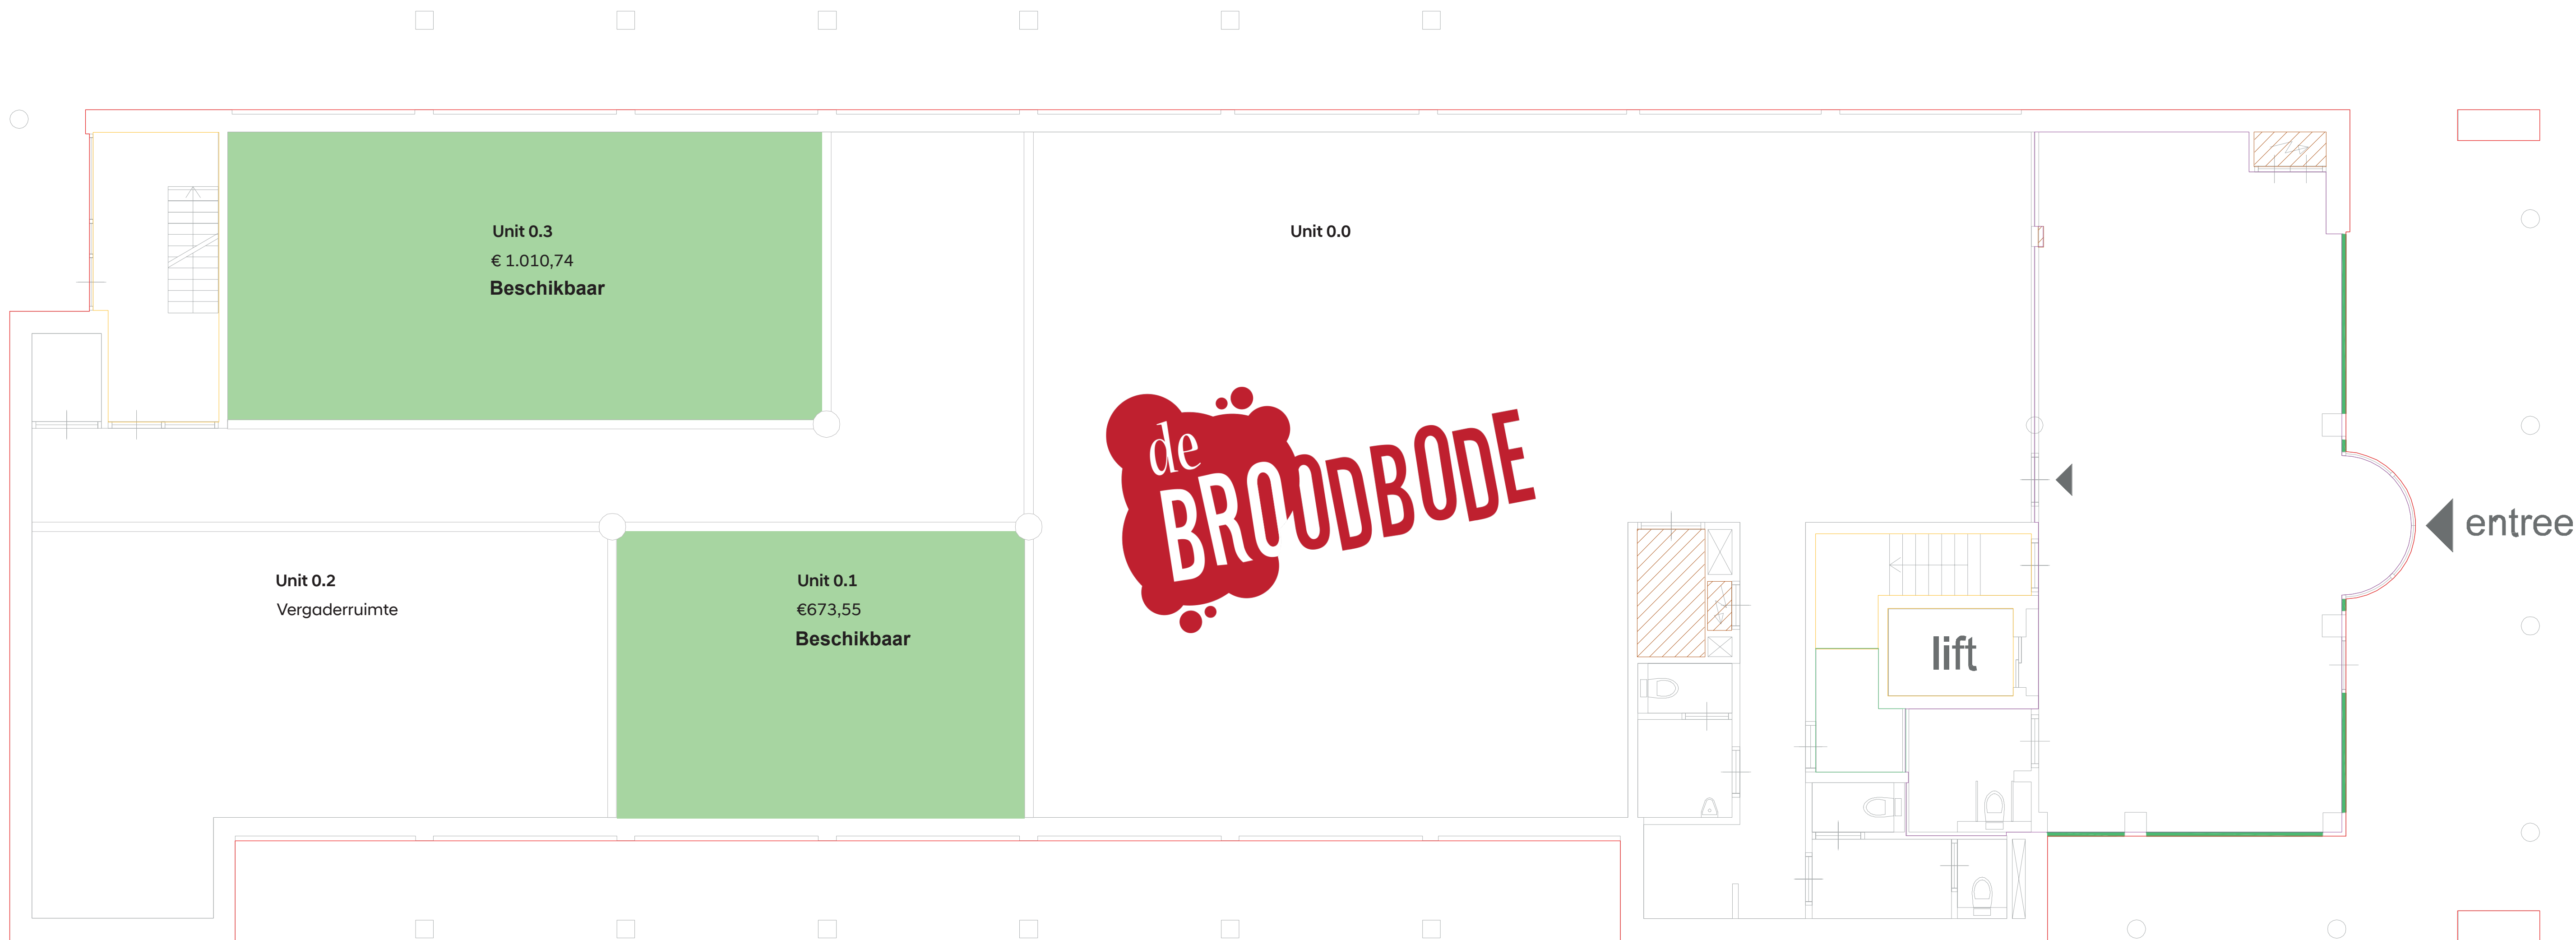 Unit 0.3
€ 1.010,74
Beschikbaar
Unit 0.0
de
BROODBODE
entree
Unit 0.2
Vergaderruimte
Unit 0.1
€673,55
Beschikbaar
lift